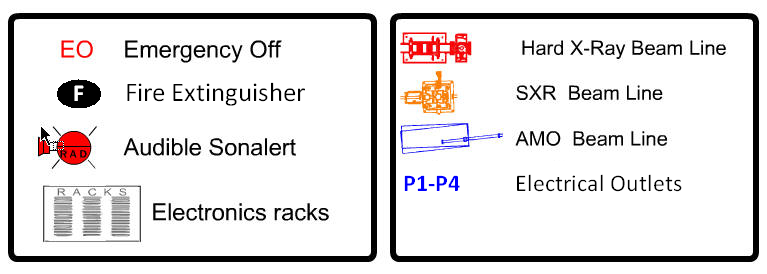 EO Emergency Off
F Fire Extinguisher
RAD Audible Sonalert
RACKS
Electronics racks
Hard X-Ray Beam Line
SXR Beam Line
AMO Beam Line
P1-P4 Electrical Outlets